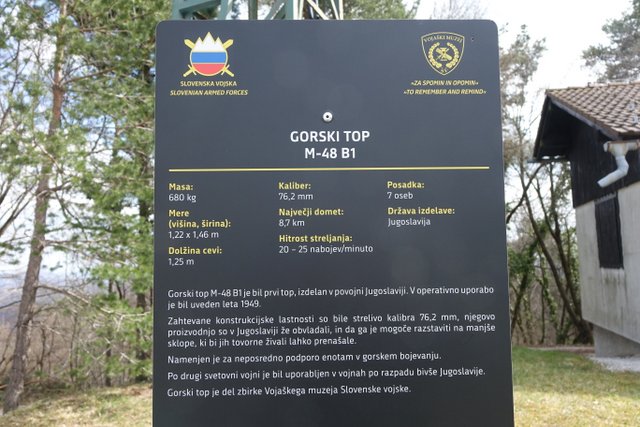 SLOVENSKA VOJSKA
SLOVENIAN ARMED FORCES
VOJAŠKI MUZEJ
»ZA SPOMIN IN OPOMIN«
»TO REMEMBER AND REMIND«
GORSKI TOP
M-48 B1
Masa:
680 kg
Mere
(višina, širina):
1,22 x 1,46 m
Dolžina cevi:
1,25 m
Kaliber:
76,2 mm
Največji domet:
8,7 km
Hitrost streljanja:
20 – 25 nabojev/minuto
Posadka:
7 oseb
Država izdelave:
Jugoslavija
Gorski top M-48 B1 je bil prvi top, izdelan v povojni Jugoslaviji. V operativno uporabo
je bil uveden leta 1949.
Zahtevane konstrukcijske lastnosti so bile strelivo kalibra 76,2 mm, njegovo
proizvodnjo so v Jugoslaviji že obvladali, in da ga je mogoče razstaviti na manjše
sklope, ki bi jih tovorne živali lahko prenašale.
Namenjen je za neposredno podporo enotam v gorskem bojevanju.
Po drugi svetovni vojni je bil uporabljen v vojnah po razpadu bivše Jugoslavije.
Gorski top je del zbirke Vojaškega muzeja Slovenske vojske.